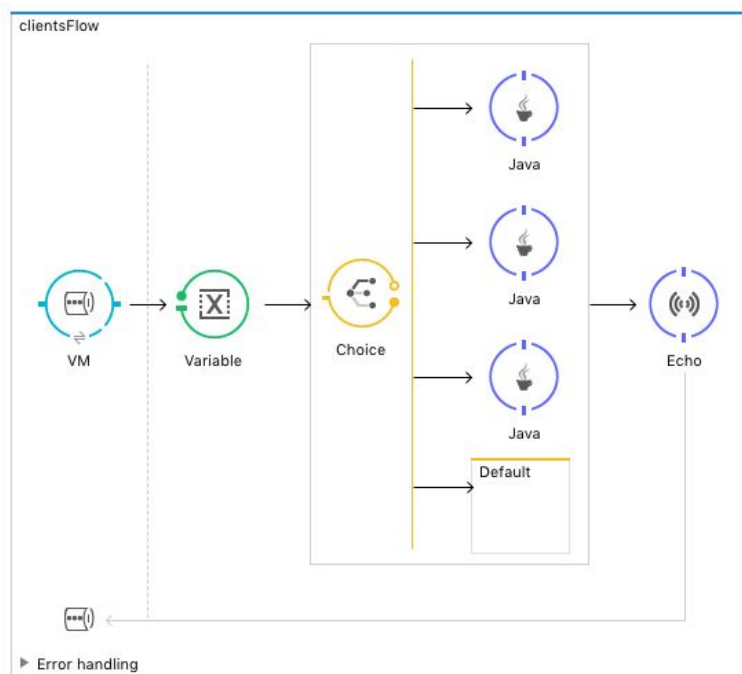 clientsFlow
Java
Java
VM
Variable
Choice
Echo
Java
Default
Error handling